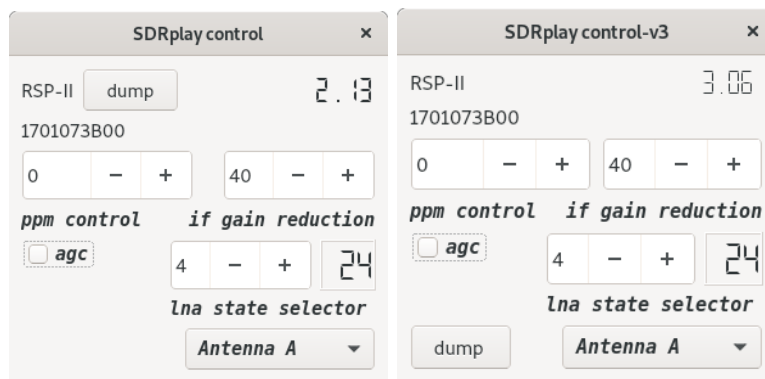 SDRplay control ×
RSP-II dump 2.13
1701073B00
0 − + 40 − +
ppm control if gain reduction
agc 4 − + 24
lna state selector
Antenna A
SDRplay control-v3 ×
RSP-II 3.06
1701073B00
0 − + 40 − +
ppm control if gain reduction
agc 4 − + 24
lna state selector
dump Antenna A